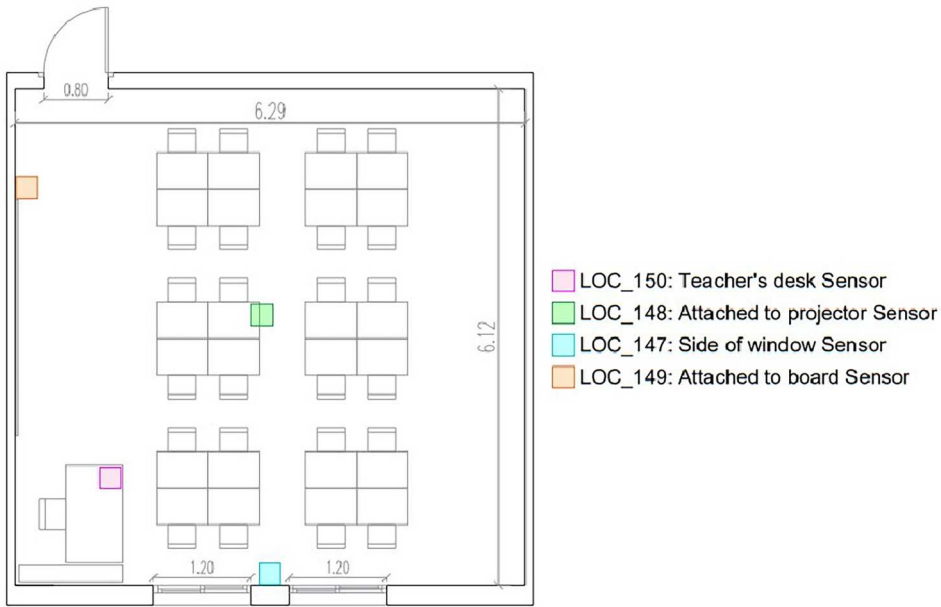 0.80
6.29
6.12
1.20
1.20
LOC_150: Teacher's desk Sensor
LOC_148: Attached to projector Sensor
LOC_147: Side of window Sensor
LOC_149: Attached to board Sensor